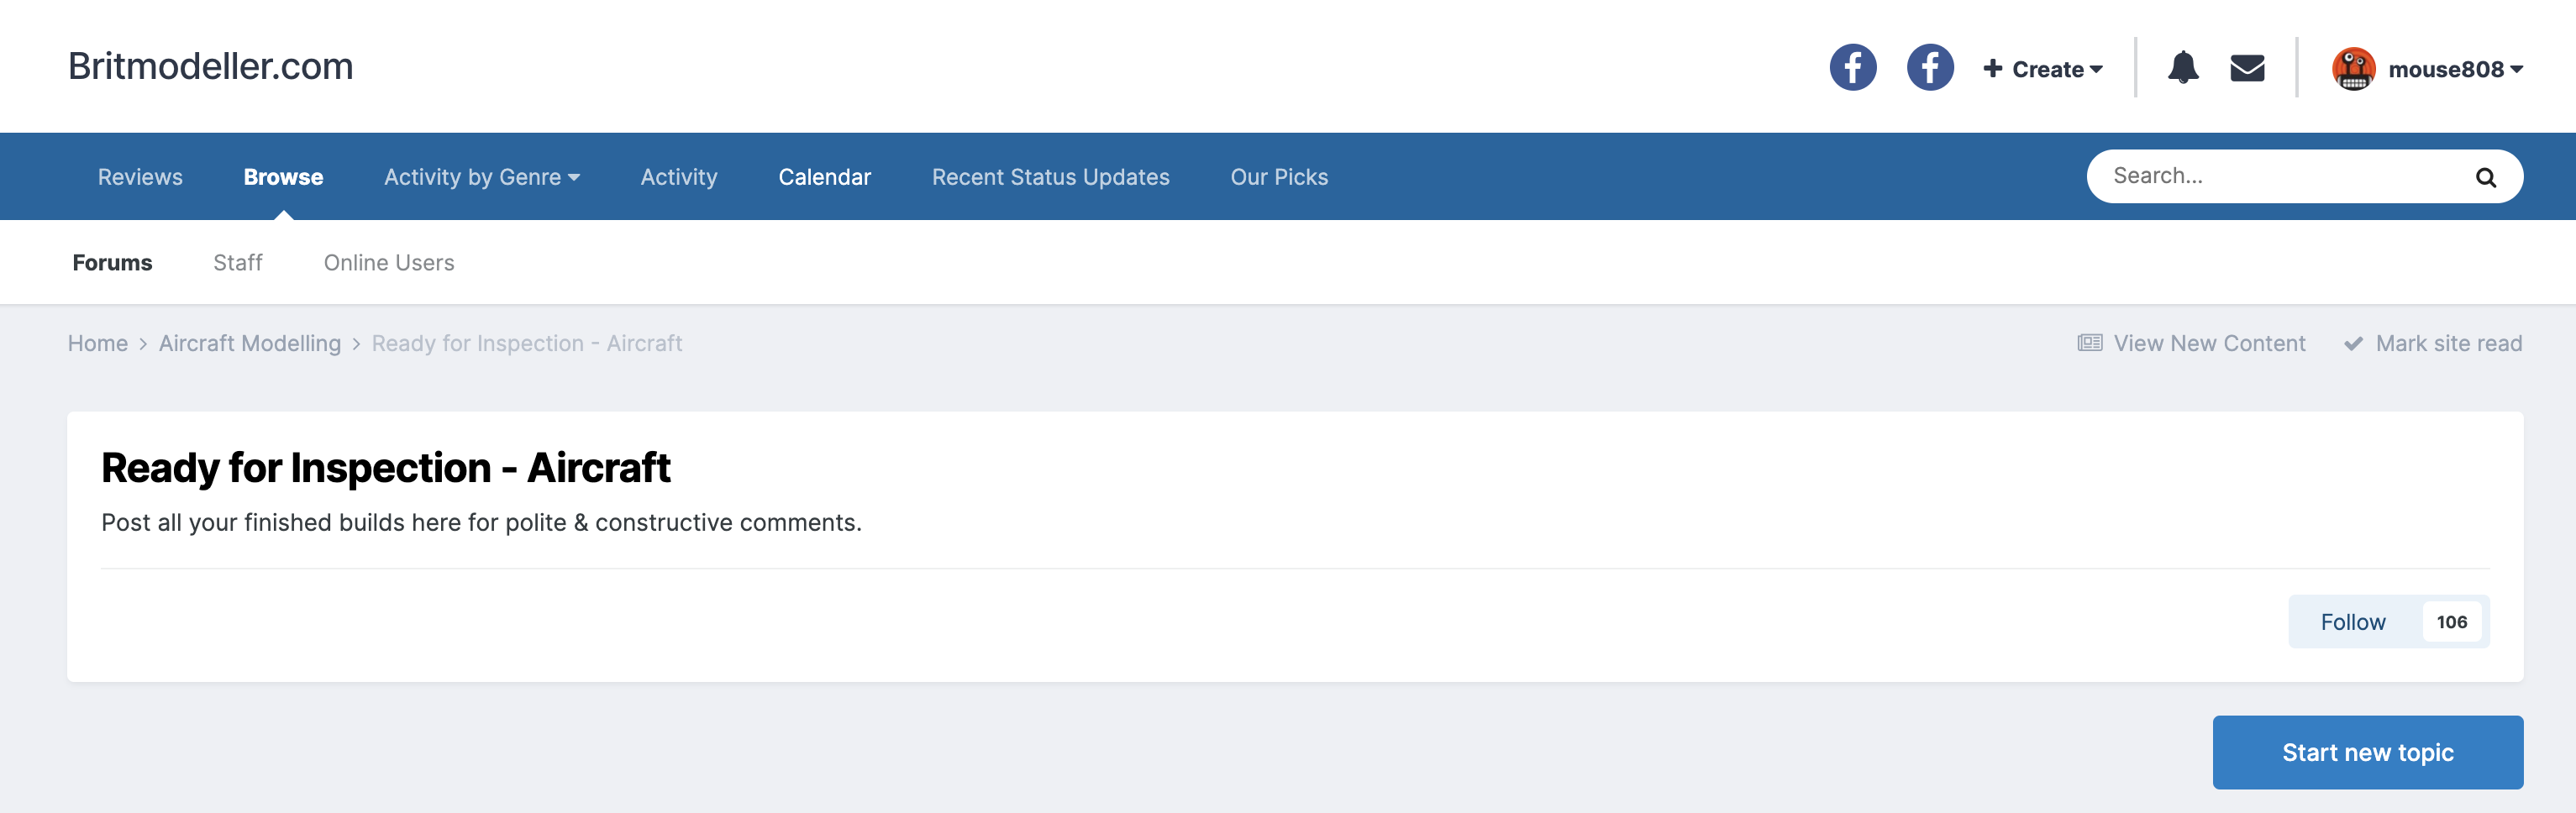 Britmodeller.com
Create
mouse808
Reviews Browse Activity by Genre Activity Calendar Recent Status Updates Our Picks
Search...
Forums Staff Online Users
Home > Aircraft Modelling > Ready for Inspection - Aircraft
View New Content Mark site read
Ready for Inspection - Aircraft
Post all your finished builds here for polite & constructive comments.
Follow 106
Start new topic